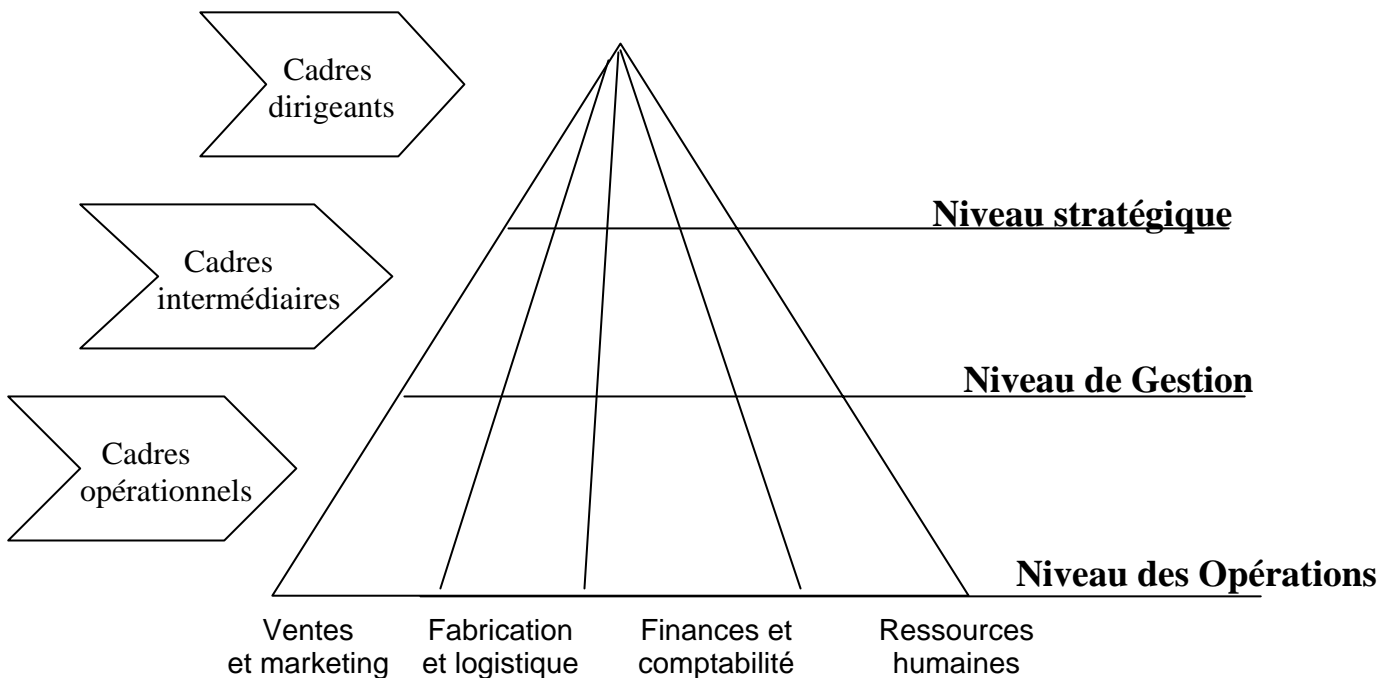 Cadres
dirigeants
Niveau stratégique
Cadres
intermédiaires
Niveau de Gestion
Cadres
opérationnels
Niveau des Opérations
Ventes
et marketing
Fabrication
et logistique
Finances et
comptabilité
Ressources
humaines